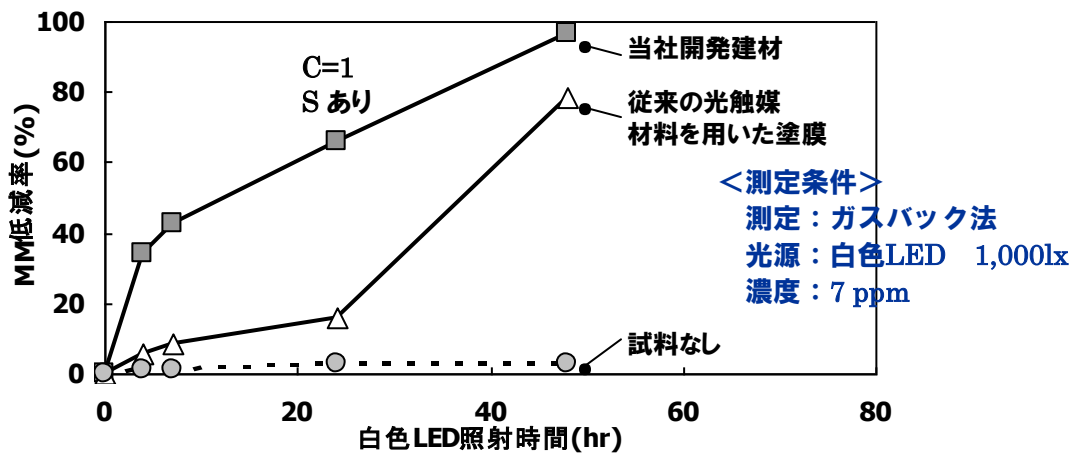 100
80
60
40
20
0
MM低減率(%)
C=1
S あり
当社開発建材
従来の光触媒
材料を用いた塗膜
試料なし
＜測定条件＞
測定：ガスバック法
光源：白色LED　1,000lx
濃度：7 ppm
0 20 40 60 80
白色LED照射時間(hr)